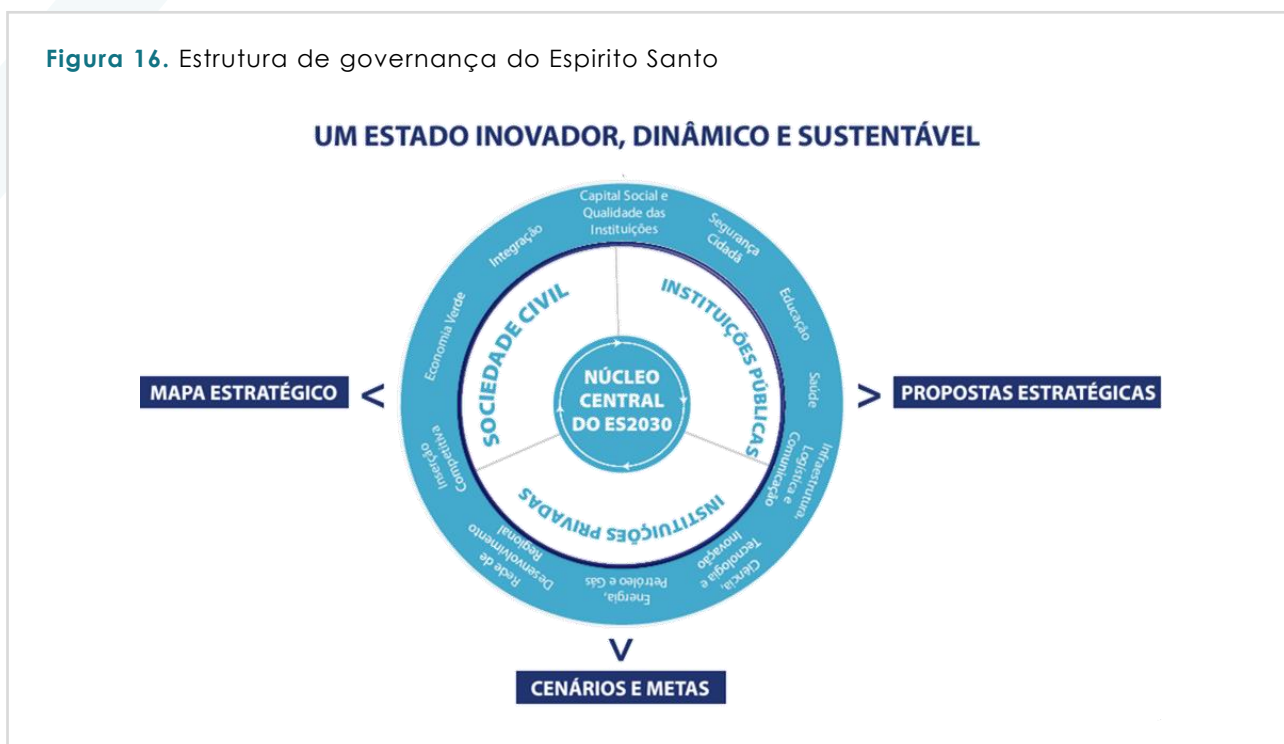 Figura 16. Estrutura de governança do Espirito Santo
UM ESTADO INOVADOR, DINÂMICO E SUSTENTÁVEL
Capital Social e
Qualidade das
Instituições
Segurança
Cidadã
Educação
Saúde
Infraestrutura,
Logística e
Comunicação
Ciência,
Tecnologia e
Inovação
Energia,
Petróleo e Gás
Rede de
Desenvolvimento
Regional
Inserção
Competitiva
Economia Verde
Integração
SOCIEDADE CIVIL
INSTITUIÇÕES PÚBLICAS
INSTITUIÇÕES PRIVADAS
NÚCLEO
CENTRAL
DO ES2030
MAPA ESTRATÉGICO <
> PROPOSTAS ESTRATÉGICAS
V
CENÁRIOS E METAS